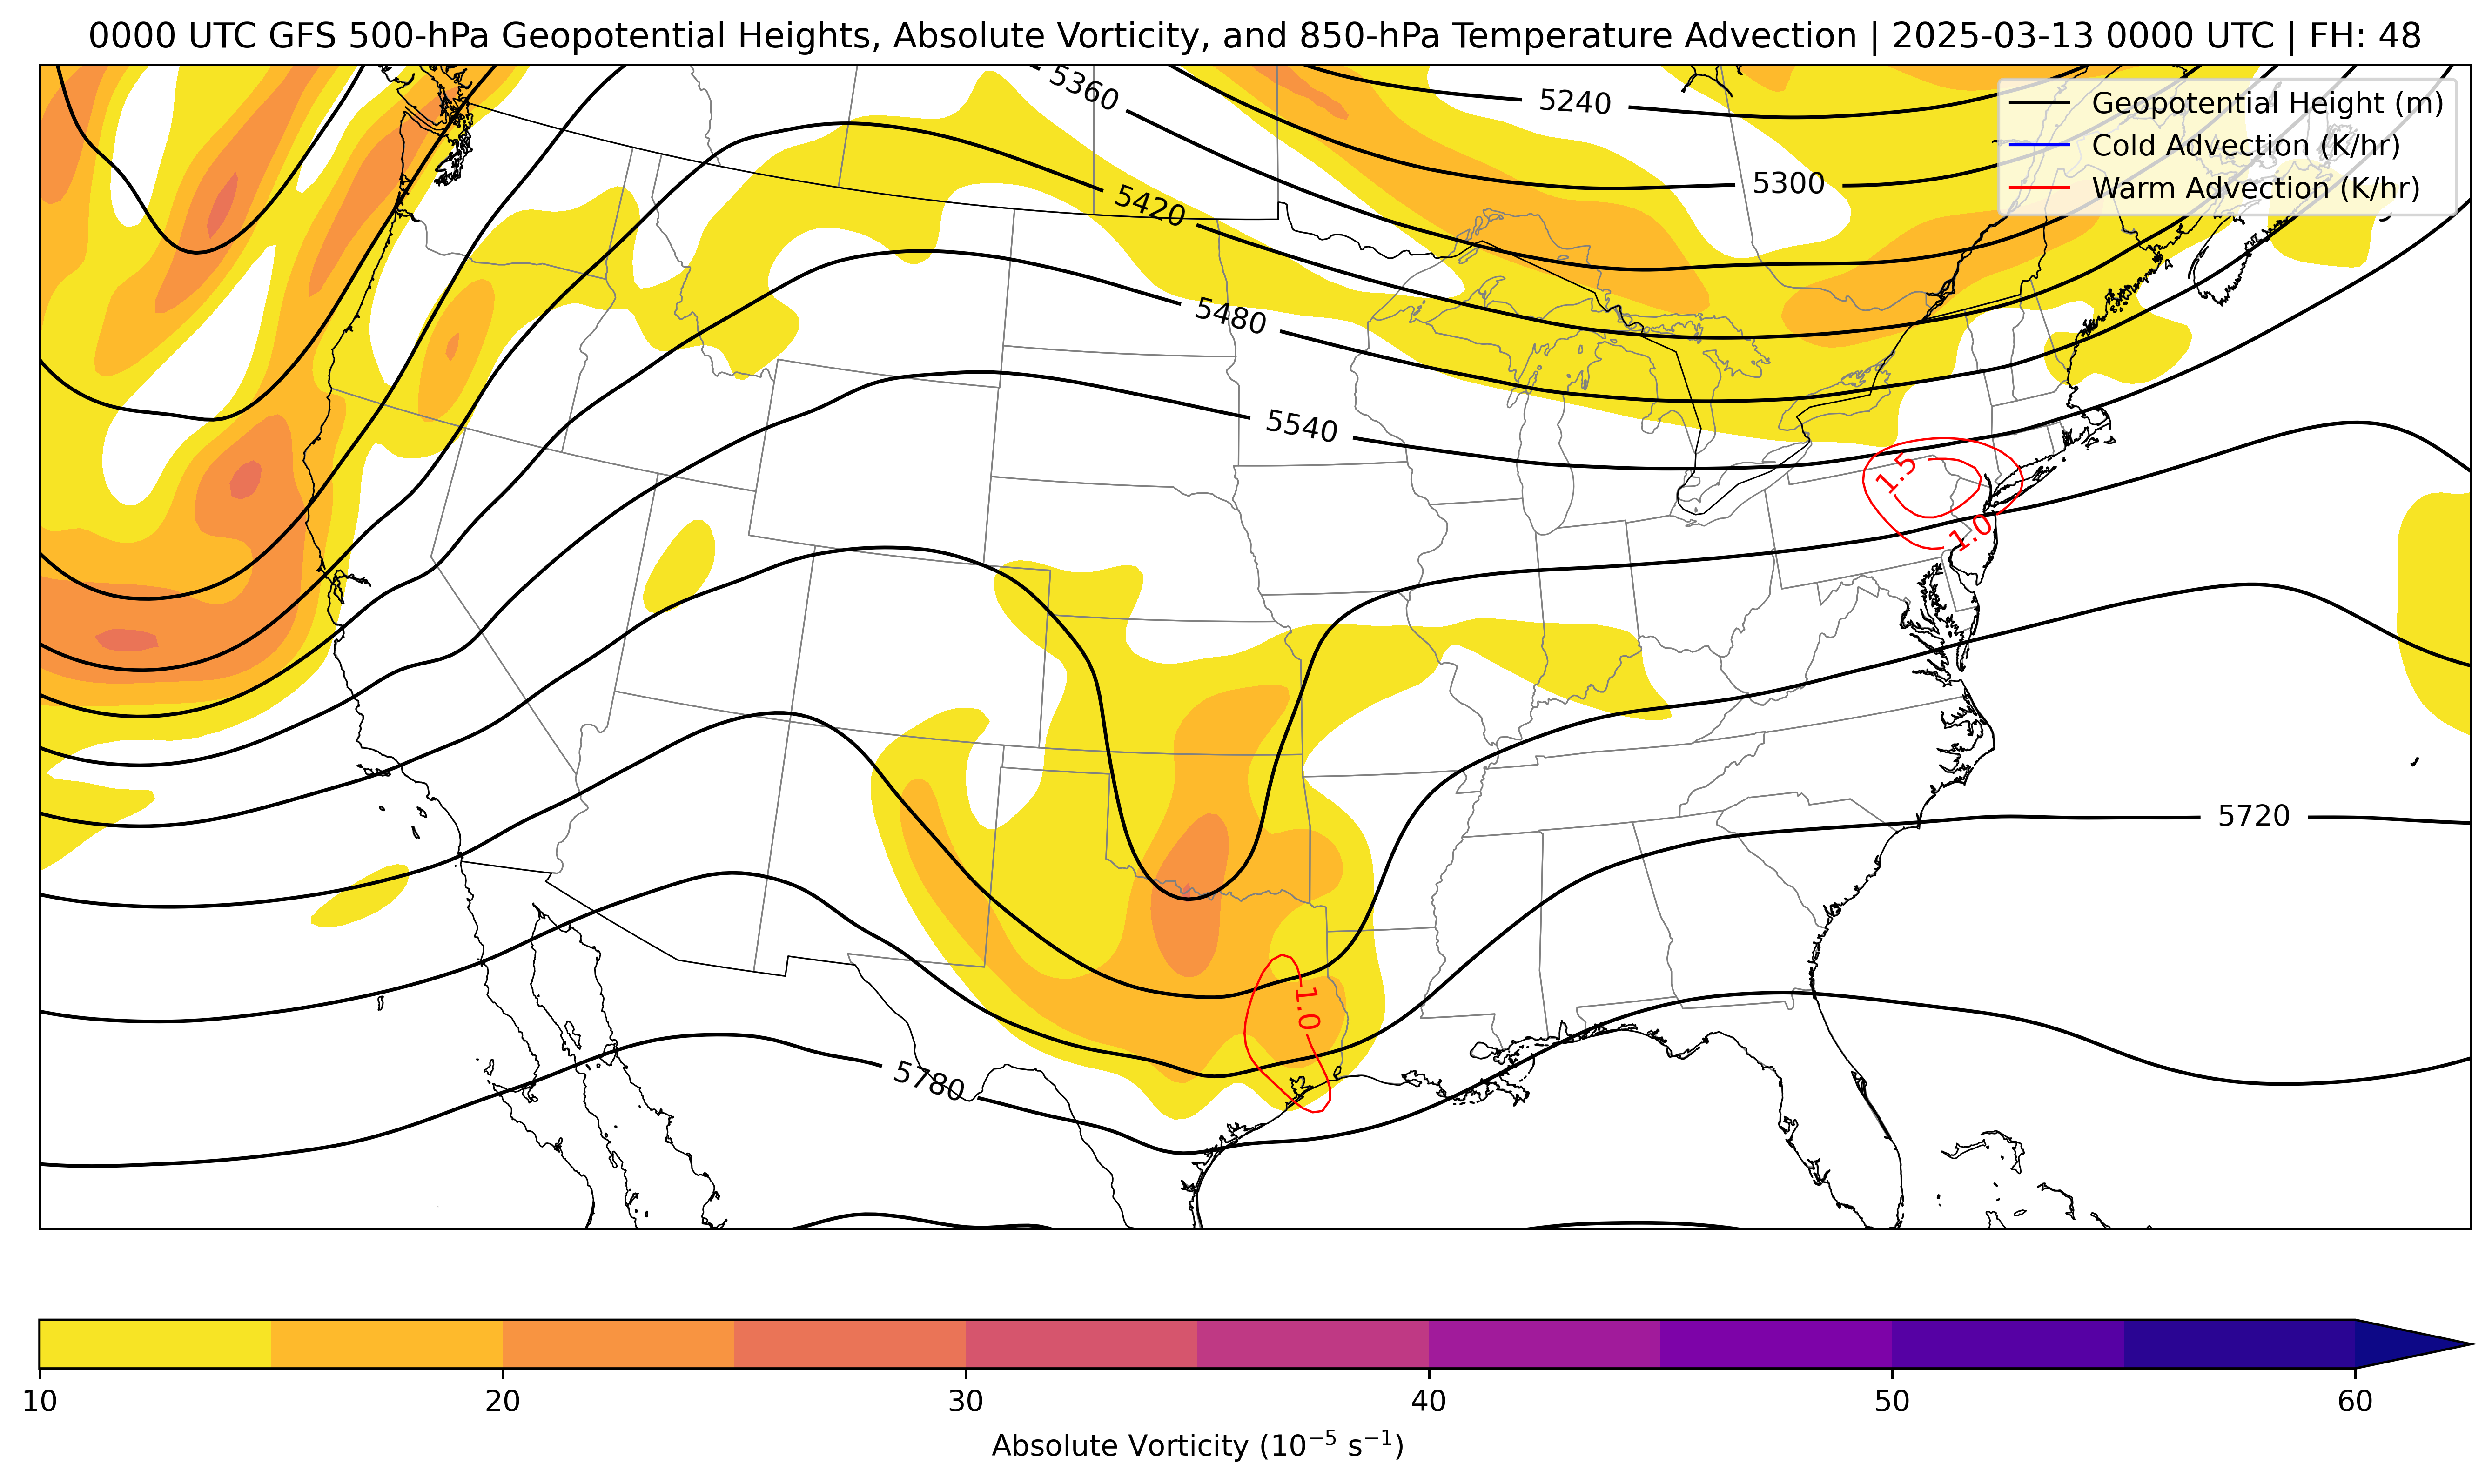 0000 UTC GFS 500-hPa Geopotential Heights, Absolute Vorticity, and 850-hPa Temperature Advection | 2025-03-13 0000 UTC | FH: 48
Geopotential Height (m)
Cold Advection (K/hr)
Warm Advection (K/hr)
5360
5240
5300
5420
5480
5540
1.5
1.0
5720
1.0
5780
10 20 30 40 50 60
Absolute Vorticity (10⁻⁵ s⁻¹)